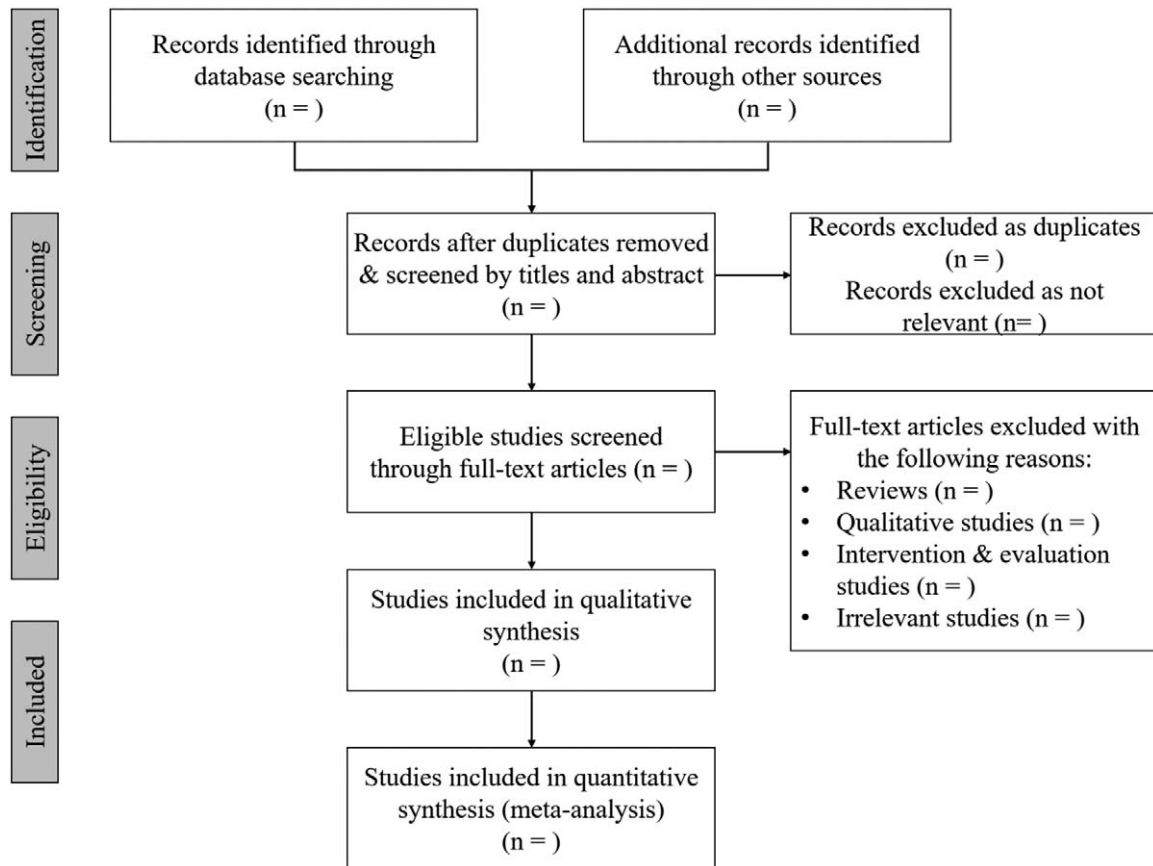 Identification
Records identified through
database searching
(n = )
Additional records identified
through other sources
(n = )
Screening
Records after duplicates removed
& screened by titles and abstract
(n = )
Records excluded as duplicates
(n = )
Records excluded as not
relevant (n= )
Eligibility
Eligible studies screened
through full-text articles (n = )
Full-text articles excluded with
the following reasons:
• Reviews (n = )
• Qualitative studies (n = )
• Intervention & evaluation
studies (n = )
• Irrelevant studies (n = )
Included
Studies included in qualitative
synthesis
(n = )
Studies included in quantitative
synthesis (meta-analysis)
(n = )